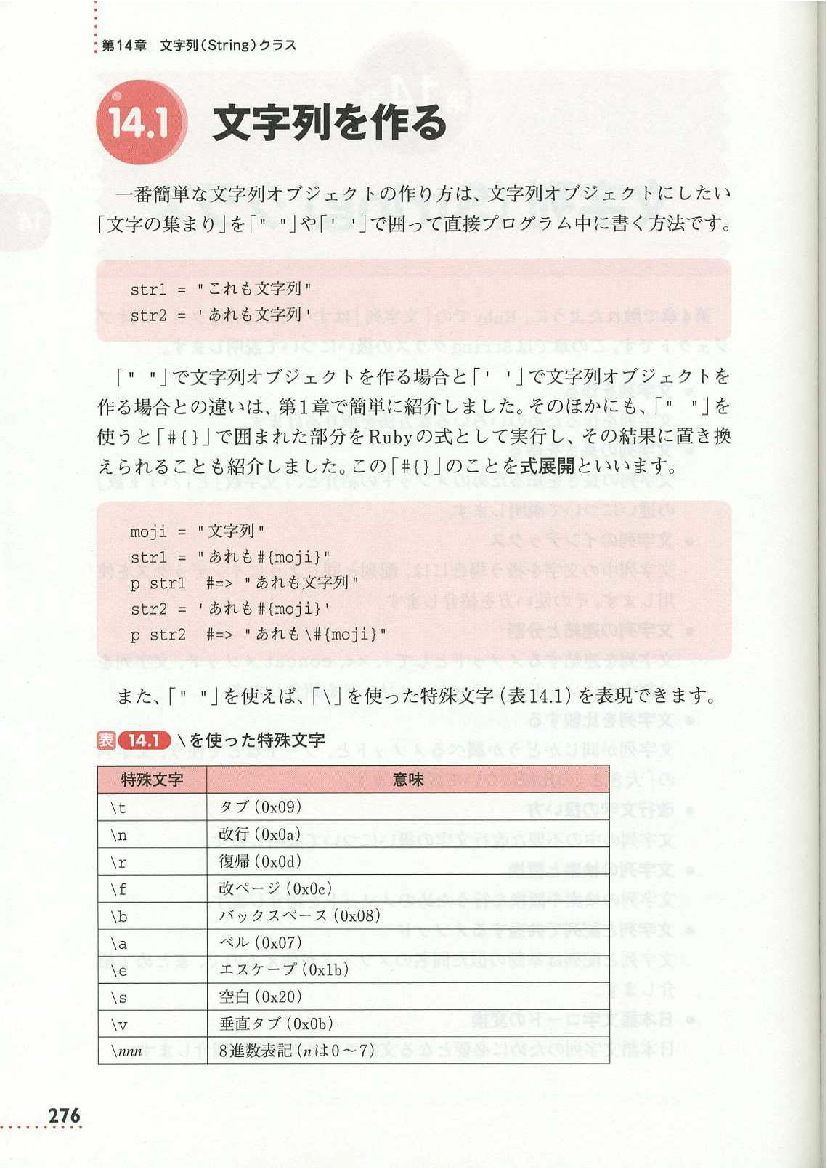 第14章 文字列(String)クラス
14.1 文字列を作る
一番簡単な文字列オブジェクトの作り方は、文字列オブジェクトにしたい
「文字の集まり」を「" "」や「' '」で囲って直接プログラム中に書く方法です。
str1 = "これも文字列"
str2 = 'あれも文字列'
「" "」で文字列オブジェクトを作る場合と「' '」で文字列オブジェクトを
作る場合との違いは、第1章で簡単に紹介しました。そのほかにも、「" "」を
使うと「#{}」で囲まれた部分をRubyの式として実行し、その結果に置き換
えられることも紹介しました。この「#{}」のことを式展開といいます。
moji = "文字列"
str1 = "あれも#{moji}"
p str1 #=> "あれも文字列"
str2 = 'あれも#{moji}'
p str2 #=> "あれも\#{moji}"
また、「" "」を使えば、「\」を使った特殊文字(表14.1)を表現できます。
表 14.1 \を使った特殊文字
特殊文字 意味
\t タブ(0x09)
\n 改行(0x0a)
\r 復帰(0x0d)
\f 改ページ(0x0c)
\b バックスペース(0x08)
\a ベル(0x07)
\e エスケープ(0x1b)
\s 空白(0x20)
\v 垂直タブ(0x0b)
\nnn 8進数表記(nは0~7)
276